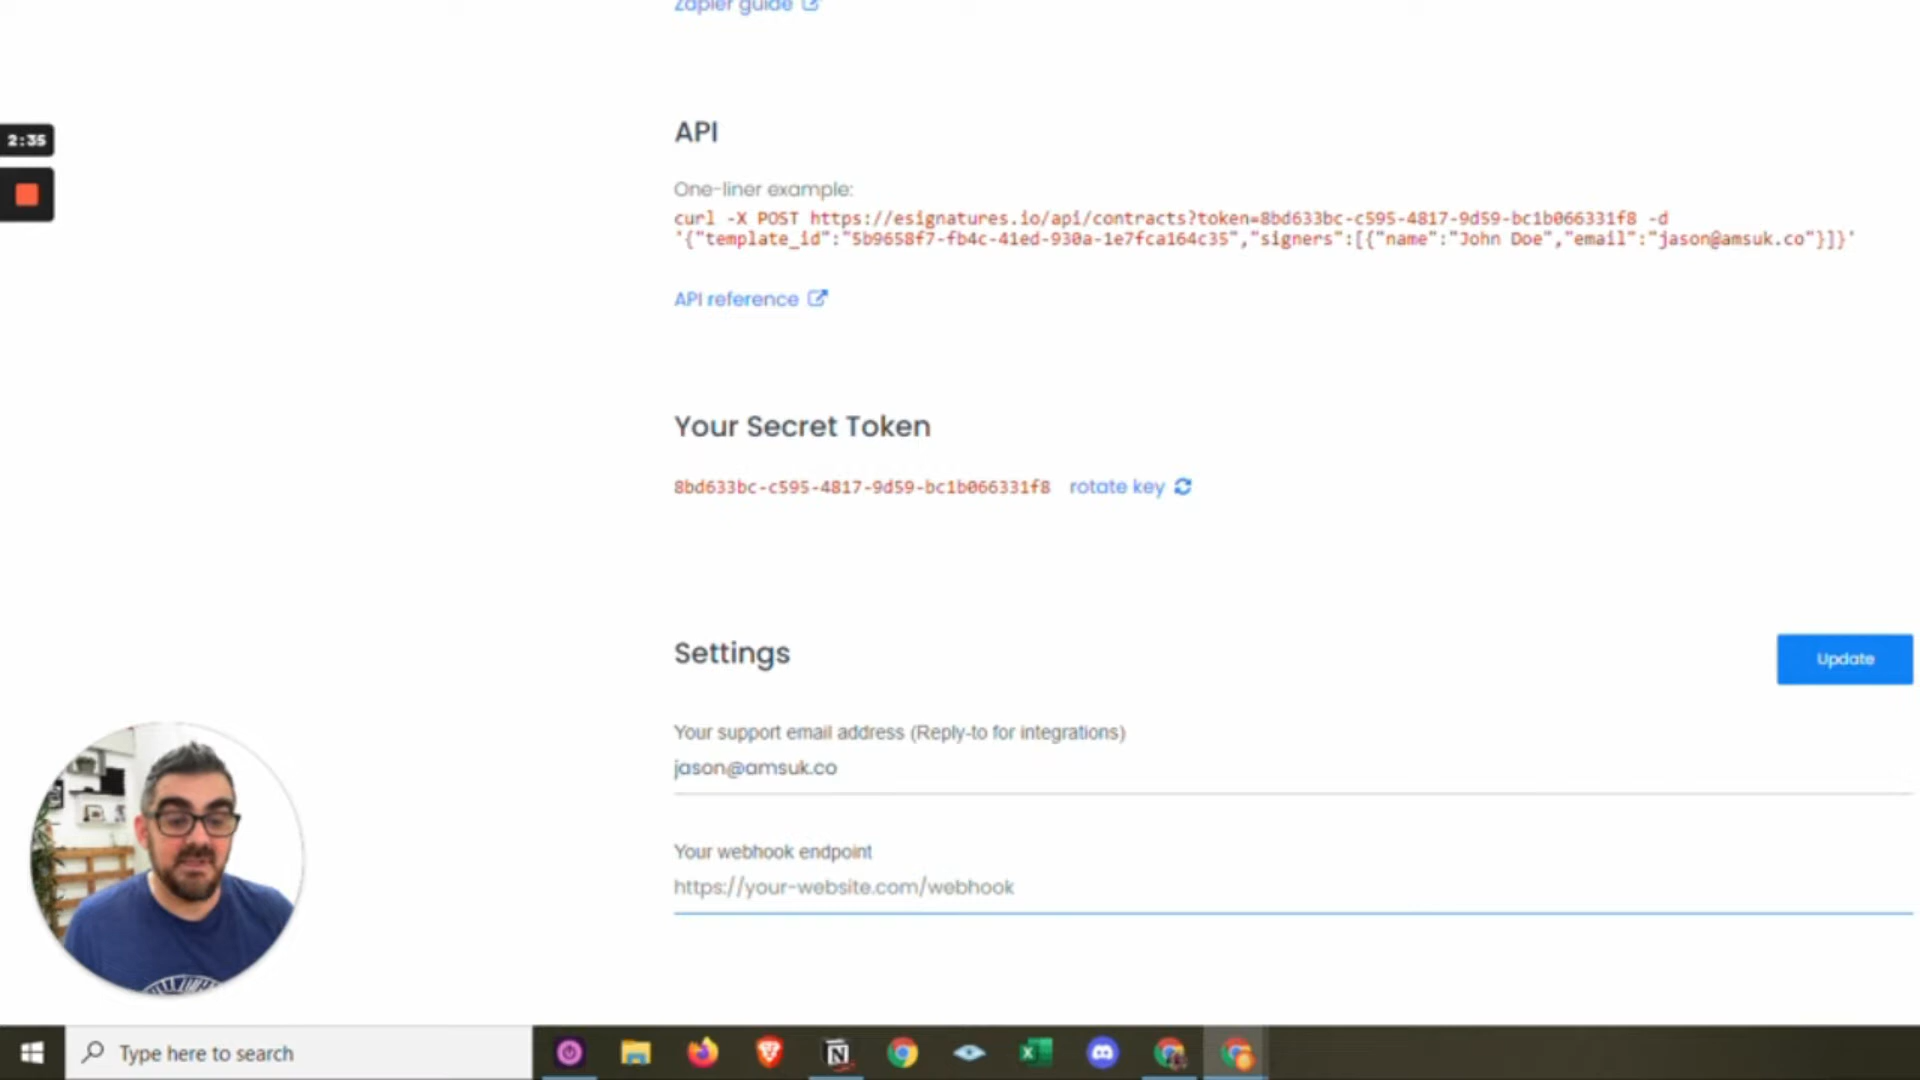 Zapier guide
2:35
API
One-liner example:
curl -X POST https://esignatures.io/api/contracts?token=8bd633bc-c595-4817-9d59-bc1b066331f8 -d
'{"template_id":"5b9658f7-fb4c-41ed-930a-1e7fca164c35","signers":[{"name":"John Doe","email":"jason@amsuk.co"}]}'
API reference
Your Secret Token
8bd633bc-c595-4817-9d59-bc1b066331f8 rotate key
Settings
Update
Your support email address (Reply-to for integrations)
jason@amsuk.co
Your webhook endpoint
https://your-website.com/webhook
Type here to search